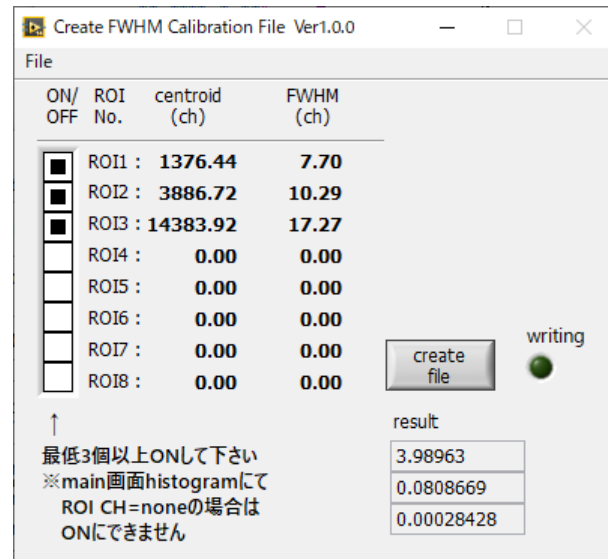 Create FWHM Calibration File Ver1.0.0
File
ON/ ROI centroid FWHM
OFF No. (ch) (ch)
ROI1 : 1376.44 7.70
ROI2 : 3886.72 10.29
ROI3 : 14383.92 17.27
ROI4 : 0.00 0.00
ROI5 : 0.00 0.00
ROI6 : 0.00 0.00
ROI7 : 0.00 0.00
ROI8 : 0.00 0.00
create
file
writing
↑
最低3個以上ONして下さい
※main画面histogramにて
ROI CH=noneの場合は
ONにできません
result
3.98963
0.0808669
0.00028428